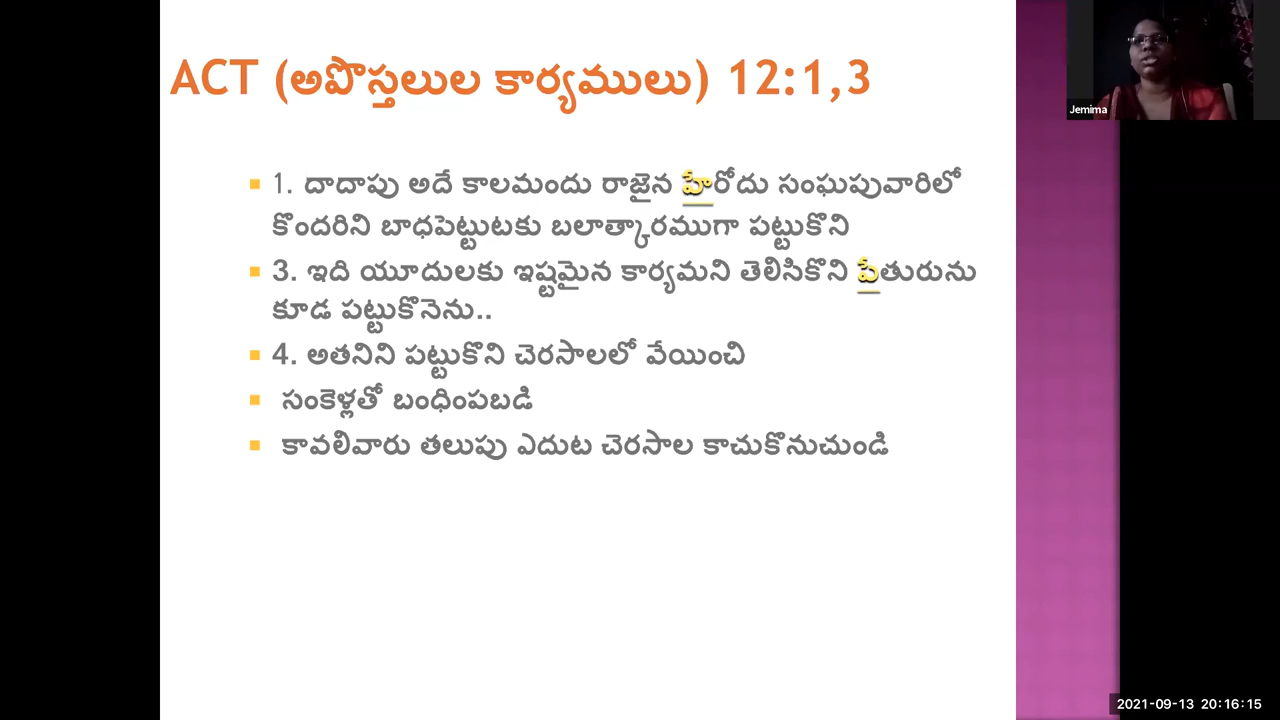 ACT (అపొస్తలుల కార్యములు) 12:1,3
Jemima
1. దాదాపు అదే కాలమందు రాజైన హేరోదు సంఘపువారిలో
కొందరిని బాధపెట్టుటకు బలాత్కారముగా పట్టుకొని
3. ఇది యూదులకు ఇష్టమైన కార్యమని తెలిసికొని పేతురును
కూడ పట్టుకొనెను..
4. అతనిని పట్టుకొని చెరసాలలో వేయించి
సంకెళ్లతో బంధింపబడి
కావలివారు తలుపు ఎదుట చెరసాల కాచుకొనుచుండి
2021-09-13 20:16:15